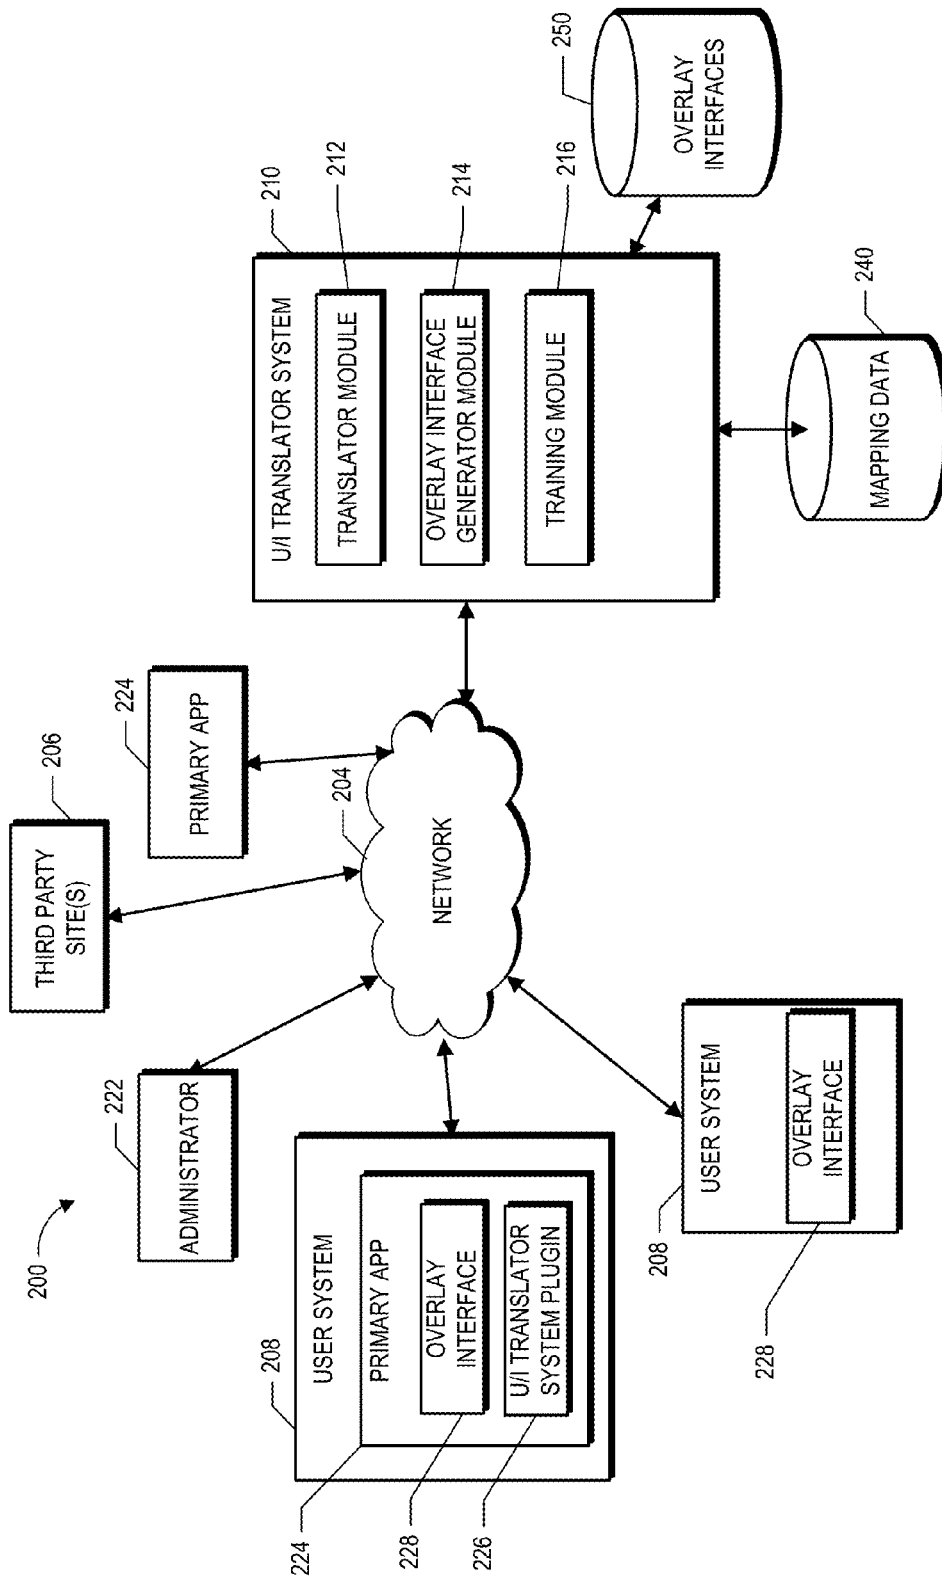 200
222
ADMINISTRATOR
THIRD PARTY
SITE(S)
206
PRIMARY APP
224
208
USER SYSTEM
224
PRIMARY APP
228
OVERLAY
INTERFACE
226
U/I TRANSLATOR
SYSTEM PLUGIN
204
NETWORK
208
USER SYSTEM
228
OVERLAY
INTERFACE
210
U/I TRANSLATOR SYSTEM
212
TRANSLATOR MODULE
214
OVERLAY INTERFACE
GENERATOR MODULE
216
TRAINING MODULE
250
OVERLAY
INTERFACES
240
MAPPING DATA